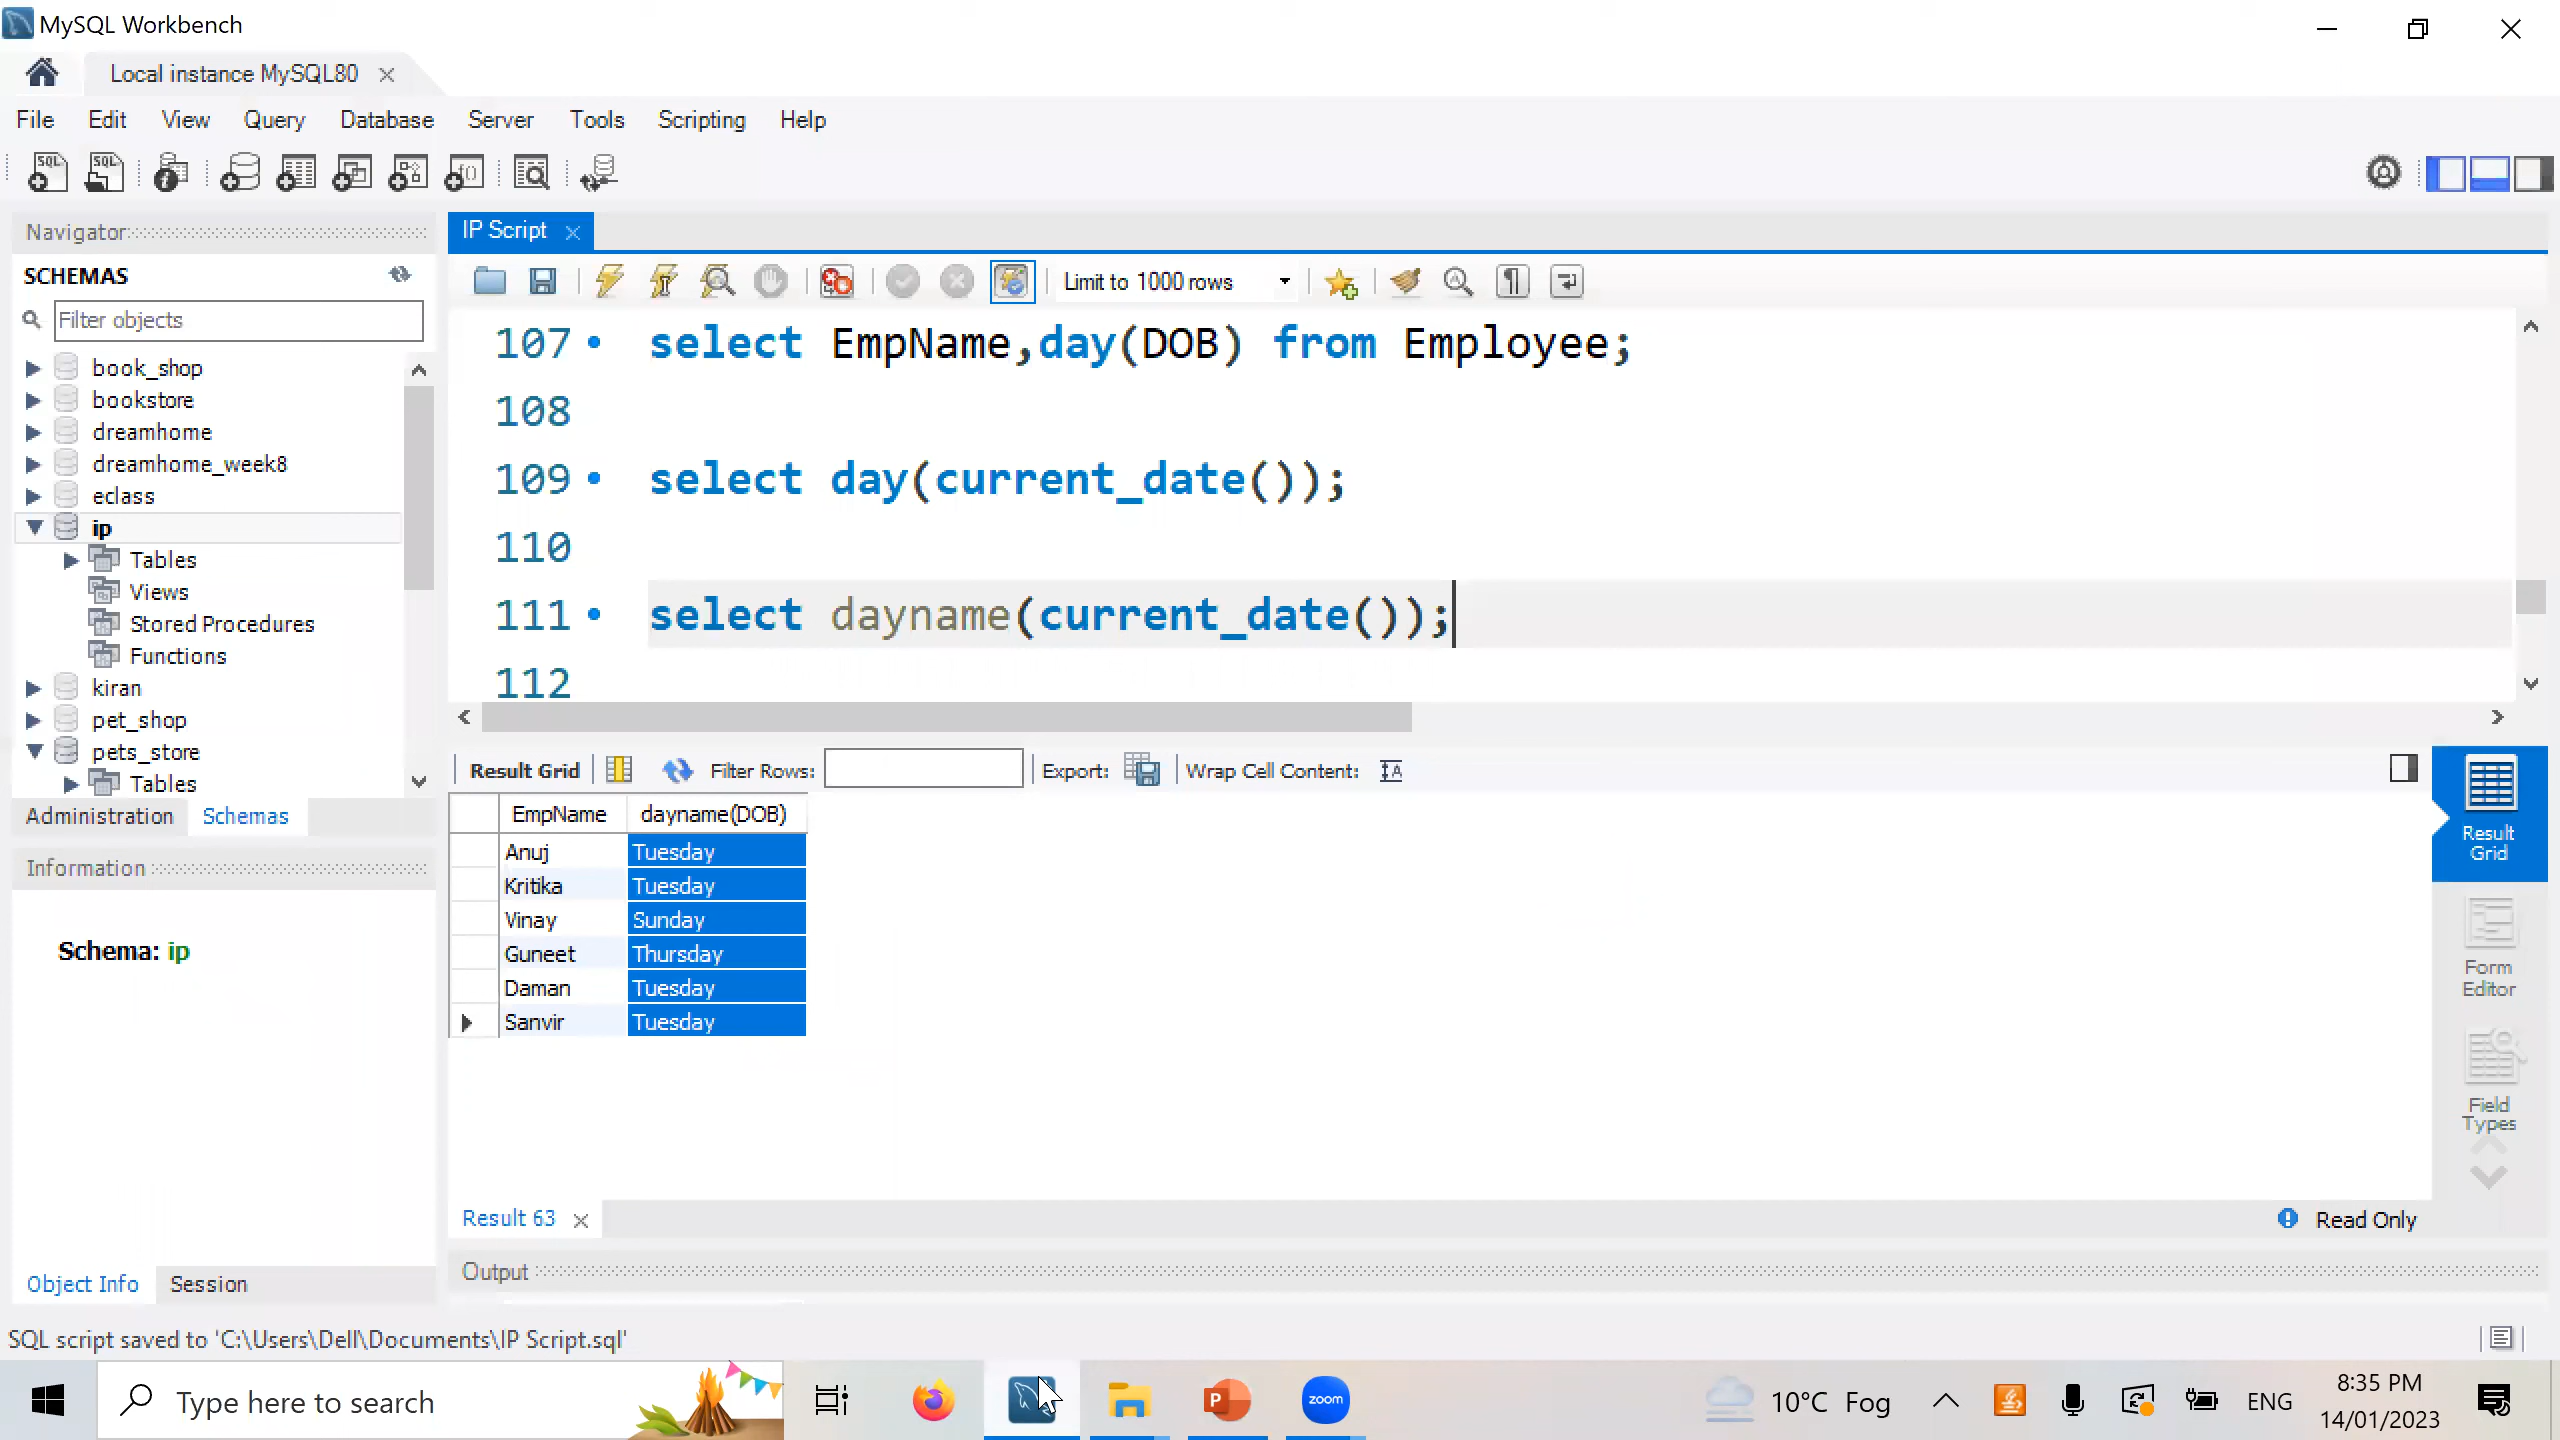 MySQL Workbench
Local instance MySQL80
File Edit View Query Database Server Tools Scripting Help
Navigator
SCHEMAS
Filter objects
book_shop
bookstore
dreamhome
dreamhome_week8
eclass
ip
Tables
Views
Stored Procedures
Functions
kiran
pet_shop
pets_store
Tables
Administration Schemas
Information
Schema: ip
Object Info Session
IP Script
Limit to 1000 rows
107 select EmpName,day(DOB) from Employee;
108
109 select day(current_date());
110
111 select dayname(current_date());
112
Result Grid Filter Rows: Export: Wrap Cell Content:
EmpName dayname(DOB)
Anuj Tuesday
Kritika Tuesday
Vinay Sunday
Guneet Thursday
Daman Tuesday
Sanvir Tuesday
Result
Grid
Form
Editor
Field
Types
Result 63
Read Only
Output
SQL script saved to 'C:\Users\Dell\Documents\IP Script.sql'
Type here to search
zoom
10°C Fog
ENG
8:35 PM
14/01/2023